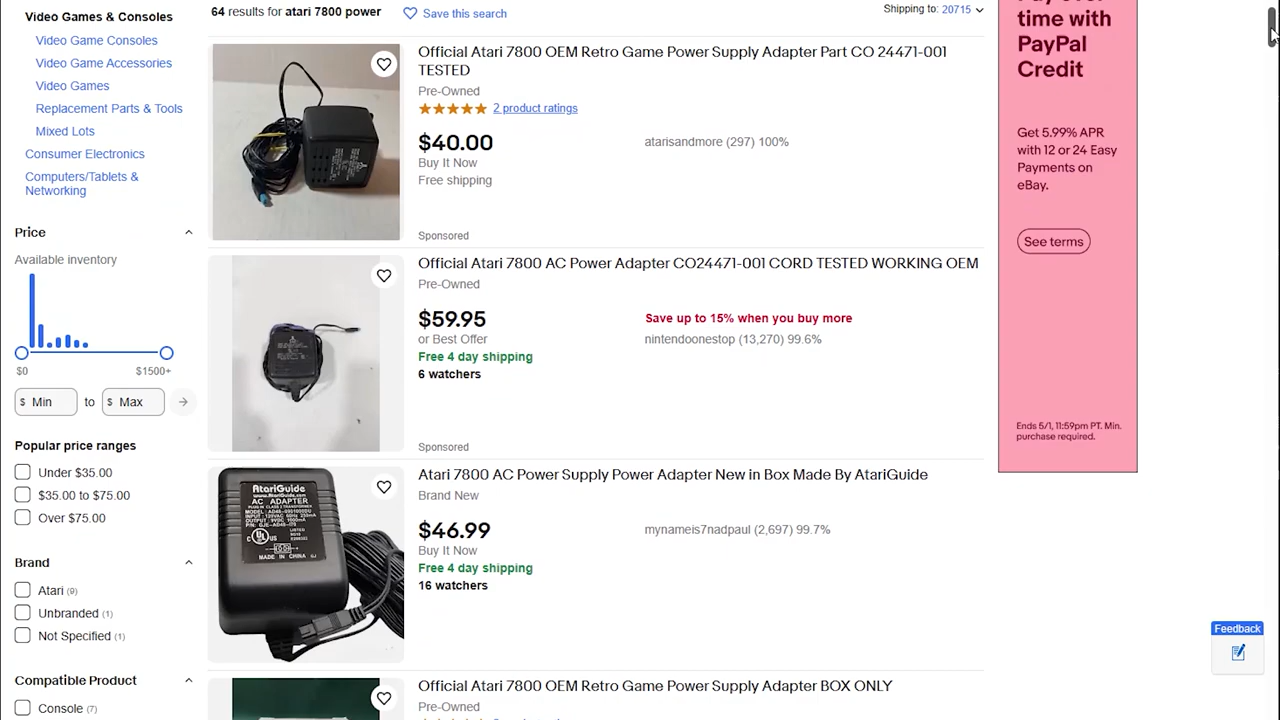 Video Games & Consoles
Video Game Consoles
Video Game Accessories
Video Games
Replacement Parts & Tools
Mixed Lots
Consumer Electronics
Computers/Tablets &
Networking
Price
Available inventory
$0
$1500+
$ Min
to
$ Max
Popular price ranges
Under $35.00
$35.00 to $75.00
Over $75.00
Brand
Atari (9)
Unbranded (1)
Not Specified (1)
Compatible Product
Console (7)
64 results for atari 7800 power
Save this search
Shipping to: 20715
Official Atari 7800 OEM Retro Game Power Supply Adapter Part CO 24471-001
TESTED
Pre-Owned
2 product ratings
$40.00
atarisandmore (297) 100%
Buy It Now
Free shipping
Sponsored
Official Atari 7800 AC Power Adapter CO24471-001 CORD TESTED WORKING OEM
Pre-Owned
$59.95
Save up to 15% when you buy more
or Best Offer
nintendoonestop (13,270) 99.6%
Free 4 day shipping
6 watchers
Sponsored
AtariGuide
www.AtariGuide.com
AC ADAPTER
MADE IN CHINA
Atari 7800 AC Power Supply Power Adapter New in Box Made By AtariGuide
Brand New
$46.99
mynameis7nadpaul (2,697) 99.7%
Buy It Now
Free 4 day shipping
16 watchers
Official Atari 7800 OEM Retro Game Power Supply Adapter BOX ONLY
Pre-Owned
time with
PayPal
Credit
Get 5.99% APR
with 12 or 24 Easy
Payments on
eBay.
See terms
Ends 5/1, 11:59pm PT. Min.
purchase required.
Feedback